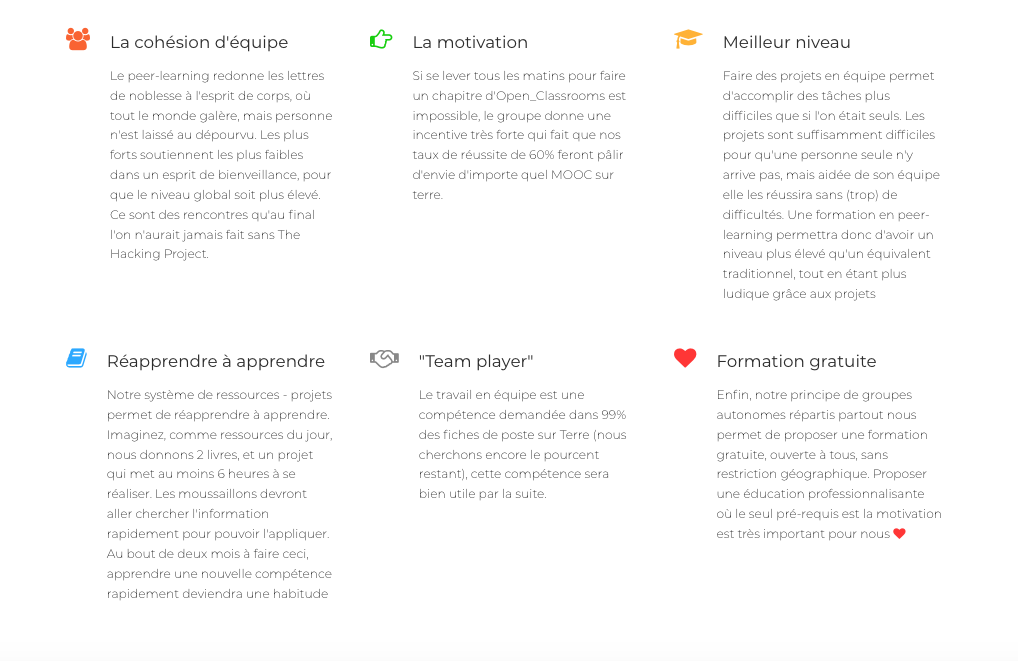 La cohésion d'équipe
Le peer-learning redonne les lettres
de noblesse à l'esprit de corps, où
tout le monde galère, mais personne
n'est laissé au dépourvu. Les plus
forts soutiennent les plus faibles
dans un esprit de bienveillance, pour
que le niveau global soit plus élevé.
Ce sont des rencontres qu'au final
l'on n'aurait jamais fait sans The
Hacking Project.
La motivation
Si se lever tous les matins pour faire
un chapitre d'Open_Classrooms est
impossible, le groupe donne une
incentive très forte qui fait que nos
taux de réussite de 60% feront pâlir
d'envie d'importe quel MOOC sur
terre.
Meilleur niveau
Faire des projets en équipe permet
d'accomplir des tâches plus
difficiles que si l'on était seuls. Les
projets sont suffisamment difficiles
pour qu'une personne seule n'y
arrive pas, mais aidée de son équipe
elle les réussira sans (trop) de
difficultés. Une formation en peer-
learning permettra donc d'avoir un
niveau plus élevé qu'un équivalent
traditionnel, tout en étant plus
ludique grâce aux projets
Réapprendre à apprendre
Notre système de ressources - projets
permet de réapprendre à apprendre.
Imaginez, comme ressources du jour,
nous donnons 2 livres, et un projet
qui met au moins 6 heures à se
réaliser. Les moussaillons devront
aller chercher l'information
rapidement pour pouvoir l'appliquer.
Au bout de deux mois à faire ceci,
apprendre une nouvelle compétence
rapidement deviendra une habitude
"Team player"
Le travail en équipe est une
compétence demandée dans 99%
des fiches de poste sur Terre (nous
cherchons encore le pourcent
restant), cette compétence sera
bien utile par la suite.
Formation gratuite
Enfin, notre principe de groupes
autonomes répartis partout nous
permet de proposer une formation
gratuite, ouverte à tous, sans
restriction géographique. Proposer
une éducation professionnalisante
où le seul pré-requis est la motivation
est très important pour nous ♥